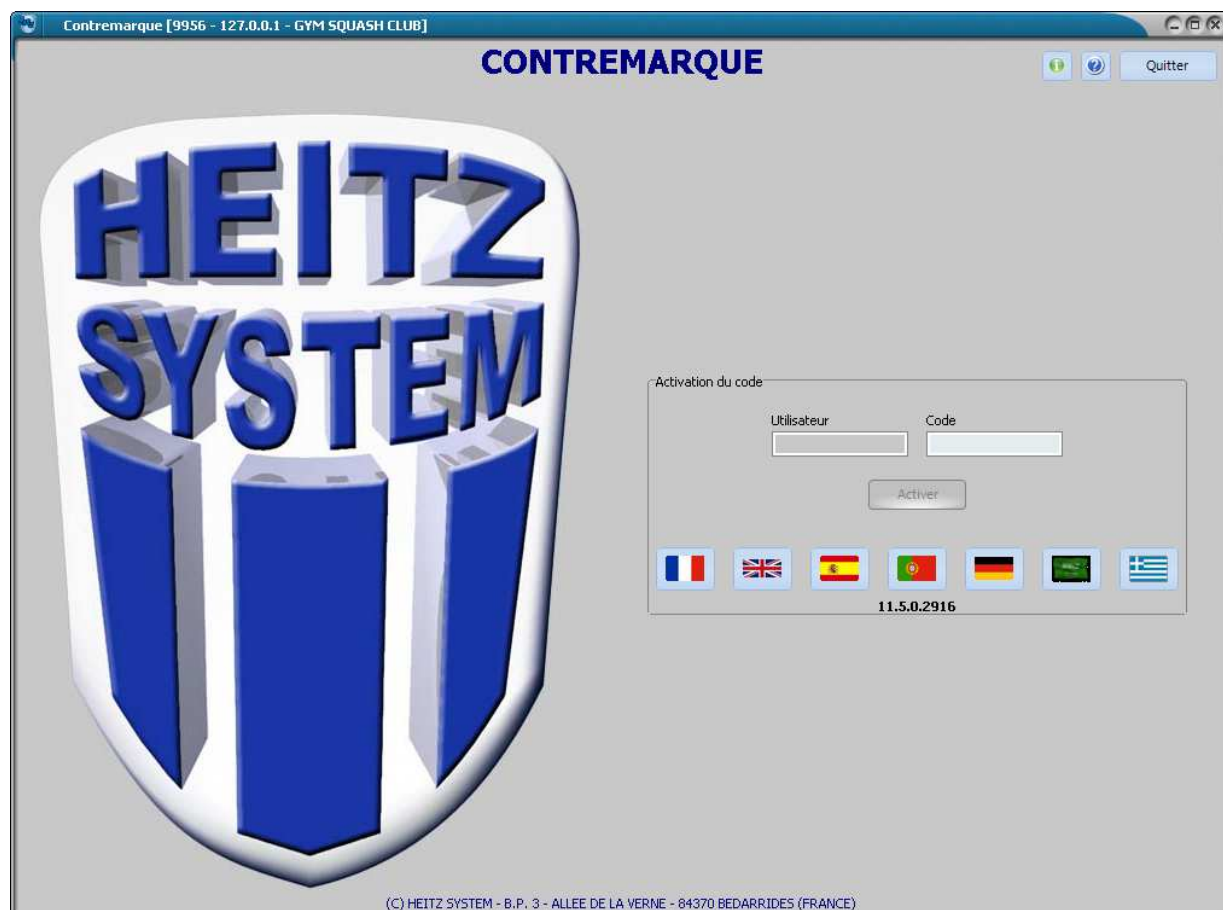 Contremarque [9956 - 127.0.0.1 - GYM SQUASH CLUB]
CONTREMARQUE
Quitter
HEITZ
SYSTEM
Activation du code
Utilisateur Code
Activer
11.5.0.2916
(C) HEITZ SYSTEM - B.P. 3 - ALLEE DE LA VERNE - 84370 BEDARRIDES (FRANCE)